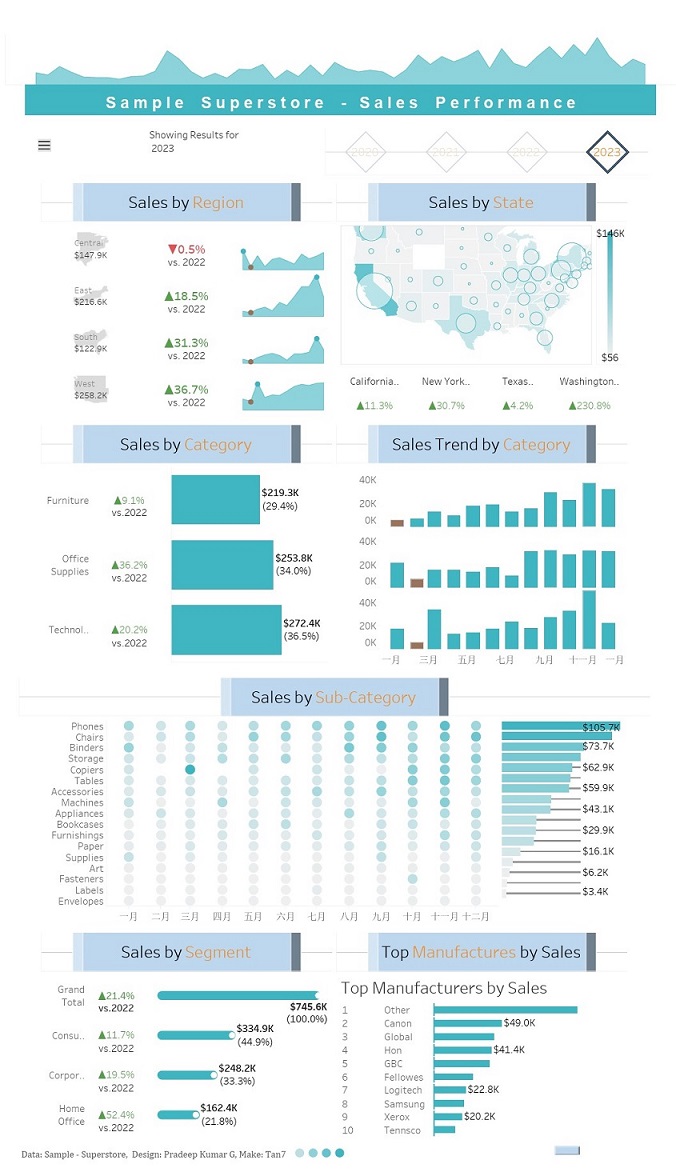 Sample Superstore - Sales Performance
Showing Results for
2023
2020
2021
2022
2023
Sales by Region
Sales by State
Central
$147.9K
▼0.5%
vs. 2022
East
$216.6K
▲18.5%
vs. 2022
South
$122.9K
▲31.3%
vs. 2022
West
$258.2K
▲36.7%
vs. 2022
$146K
$56
California..
New York..
Texas..
Washington..
▲11.3%
▲30.7%
▲4.2%
▲230.8%
Sales by Category
Sales Trend by Category
Furniture
▲9.1%
vs.2022
$219.3K
(29.4%)
Office
Supplies
▲36.2%
vs.2022
$253.8K
(34.0%)
Technol..
▲20.2%
vs.2022
$272.4K
(36.5%)
40K
20K
0K
40K
20K
0K
40K
20K
0K
一月
三月
五月
七月
九月
十一月
一月
Sales by Sub-Category
Phones
Chairs
Binders
Storage
Copiers
Tables
Accessories
Machines
Appliances
Bookcases
Furnishings
Paper
Supplies
Art
Fasteners
Labels
Envelopes
$105.7K
$73.7K
$62.9K
$59.9K
$43.1K
$29.9K
$16.1K
$6.2K
$3.4K
一月
二月
三月
四月
五月
六月
七月
八月
九月
十月
十一月
十二月
Sales by Segment
Top Manufactures by Sales
Grand
Total
▲21.4%
vs.2022
$745.6K
(100.0%)
Consu..
▲11.7%
vs.2022
$334.9K
(44.9%)
Corpor..
▲19.5%
vs.2022
$248.2K
(33.3%)
Home
Office
▲52.4%
vs.2022
$162.4K
(21.8%)
Top Manufacturers by Sales
1 Other
2 Canon $49.0K
3 Global
4 Hon $41.4K
5 GBC
6 Fellowes
7 Logitech $22.8K
8 Samsung
9 Xerox $20.2K
10 Tennsco
Data: Sample - Superstore, Design: Pradeep Kumar G, Make: Tan7